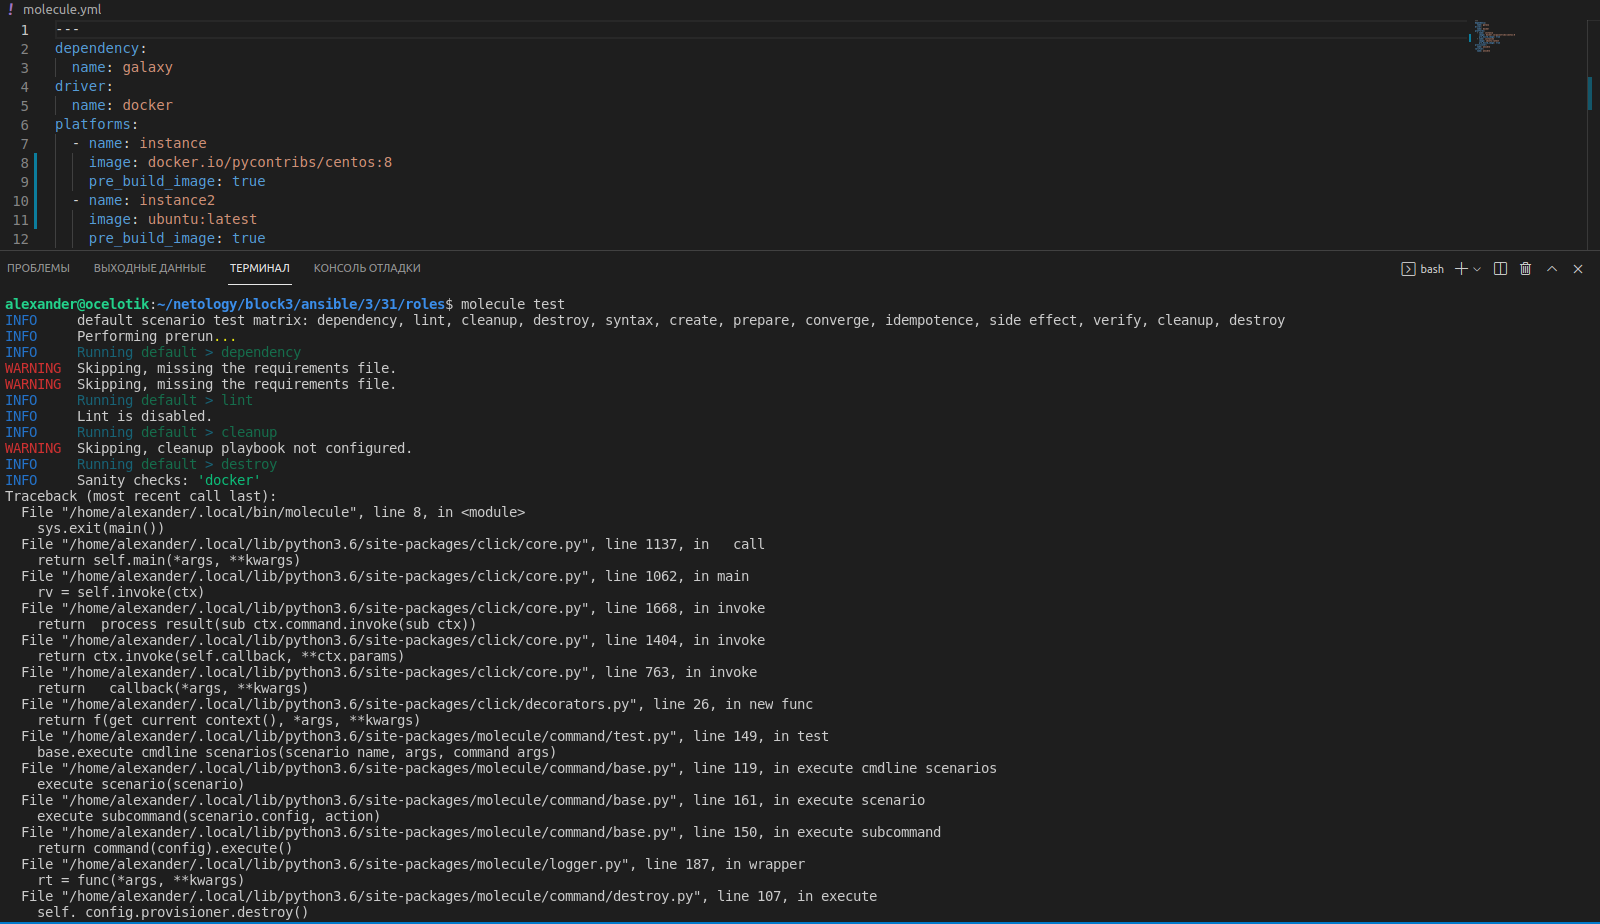 ! molecule.yml
1 ---
2 dependency:
3 name: galaxy
4 driver:
5 name: docker
6 platforms:
7 - name: instance
8 image: docker.io/pycontribs/centos:8
9 pre_build_image: true
10 - name: instance2
11 image: ubuntu:latest
12 pre_build_image: true
ПРОБЛЕМЫ ВЫХОДНЫЕ ДАННЫЕ ТЕРМИНАЛ КОНСОЛЬ ОТЛАДКИ bash
alexander@ocelotik:~/netology/block3/ansible/3/31/roles$ molecule test
INFO default scenario test matrix: dependency, lint, cleanup, destroy, syntax, create, prepare, converge, idempotence, side effect, verify, cleanup, destroy
INFO Performing prerun...
INFO Running default > dependency
WARNING Skipping, missing the requirements file.
WARNING Skipping, missing the requirements file.
INFO Running default > lint
INFO Lint is disabled.
INFO Running default > cleanup
WARNING Skipping, cleanup playbook not configured.
INFO Running default > destroy
INFO Sanity checks: 'docker'
Traceback (most recent call last):
File "/home/alexander/.local/bin/molecule", line 8, in <module>
sys.exit(main())
File "/home/alexander/.local/lib/python3.6/site-packages/click/core.py", line 1137, in call
return self.main(*args, **kwargs)
File "/home/alexander/.local/lib/python3.6/site-packages/click/core.py", line 1062, in main
rv = self.invoke(ctx)
File "/home/alexander/.local/lib/python3.6/site-packages/click/core.py", line 1668, in invoke
return process result(sub ctx.command.invoke(sub ctx))
File "/home/alexander/.local/lib/python3.6/site-packages/click/core.py", line 1404, in invoke
return ctx.invoke(self.callback, **ctx.params)
File "/home/alexander/.local/lib/python3.6/site-packages/click/core.py", line 763, in invoke
return callback(*args, **kwargs)
File "/home/alexander/.local/lib/python3.6/site-packages/click/decorators.py", line 26, in new func
return f(get current context(), *args, **kwargs)
File "/home/alexander/.local/lib/python3.6/site-packages/molecule/command/test.py", line 149, in test
base.execute cmdline scenarios(scenario name, args, command args)
File "/home/alexander/.local/lib/python3.6/site-packages/molecule/command/base.py", line 119, in execute cmdline scenarios
execute scenario(scenario)
File "/home/alexander/.local/lib/python3.6/site-packages/molecule/command/base.py", line 161, in execute scenario
execute subcommand(scenario.config, action)
File "/home/alexander/.local/lib/python3.6/site-packages/molecule/command/base.py", line 150, in execute subcommand
return command(config).execute()
File "/home/alexander/.local/lib/python3.6/site-packages/molecule/logger.py", line 187, in wrapper
rt = func(*args, **kwargs)
File "/home/alexander/.local/lib/python3.6/site-packages/molecule/command/destroy.py", line 107, in execute
self. config.provisioner.destroy()